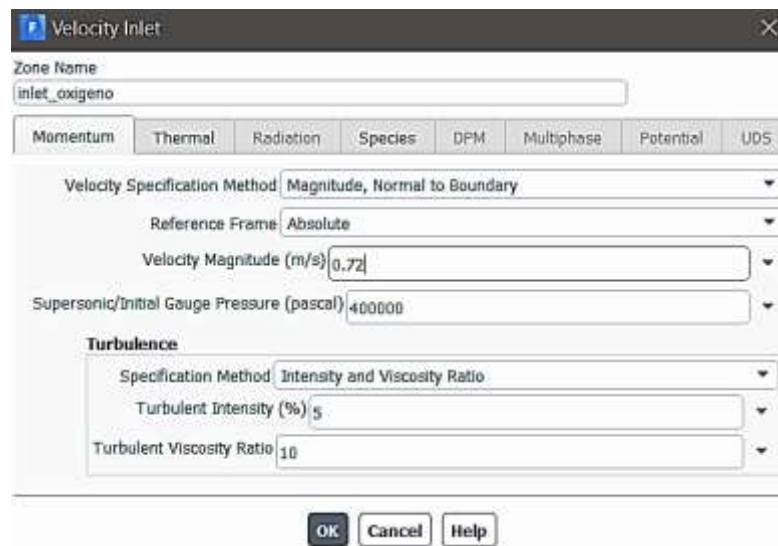 F Velocity Inlet
Zone Name
inlet_oxigeno
Momentum Thermal Radiation Species DPM Multiphase Potential UDS
Velocity Specification Method Magnitude, Normal to Boundary
Reference Frame Absolute
Velocity Magnitude (m/s) 0.72
Supersonic/Initial Gauge Pressure (pascal) 400000
Turbulence
Specification Method Intensity and Viscosity Ratio
Turbulent Intensity (%) 5
Turbulent Viscosity Ratio 10
OK Cancel Help